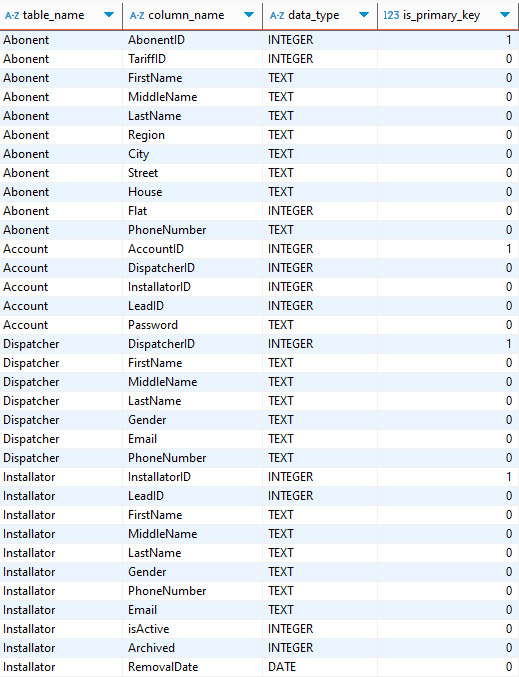 A-Z table_name A-Z column_name A-Z data_type 123 is_primary_key
Abonent AbonentID INTEGER 1
Abonent TariffID INTEGER 0
Abonent FirstName TEXT 0
Abonent MiddleName TEXT 0
Abonent LastName TEXT 0
Abonent Region TEXT 0
Abonent City TEXT 0
Abonent Street TEXT 0
Abonent House TEXT 0
Abonent Flat INTEGER 0
Abonent PhoneNumber TEXT 0
Account AccountID INTEGER 1
Account DispatcherID INTEGER 0
Account InstallatorID INTEGER 0
Account LeadID INTEGER 0
Account Password TEXT 0
Dispatcher DispatcherID INTEGER 1
Dispatcher FirstName TEXT 0
Dispatcher MiddleName TEXT 0
Dispatcher LastName TEXT 0
Dispatcher Gender TEXT 0
Dispatcher Email TEXT 0
Dispatcher PhoneNumber TEXT 0
Installator InstallatorID INTEGER 1
Installator LeadID INTEGER 0
Installator FirstName TEXT 0
Installator MiddleName TEXT 0
Installator LastName TEXT 0
Installator Gender TEXT 0
Installator PhoneNumber TEXT 0
Installator Email TEXT 0
Installator isActive INTEGER 0
Installator Archived INTEGER 0
Installator RemovalDate DATE 0